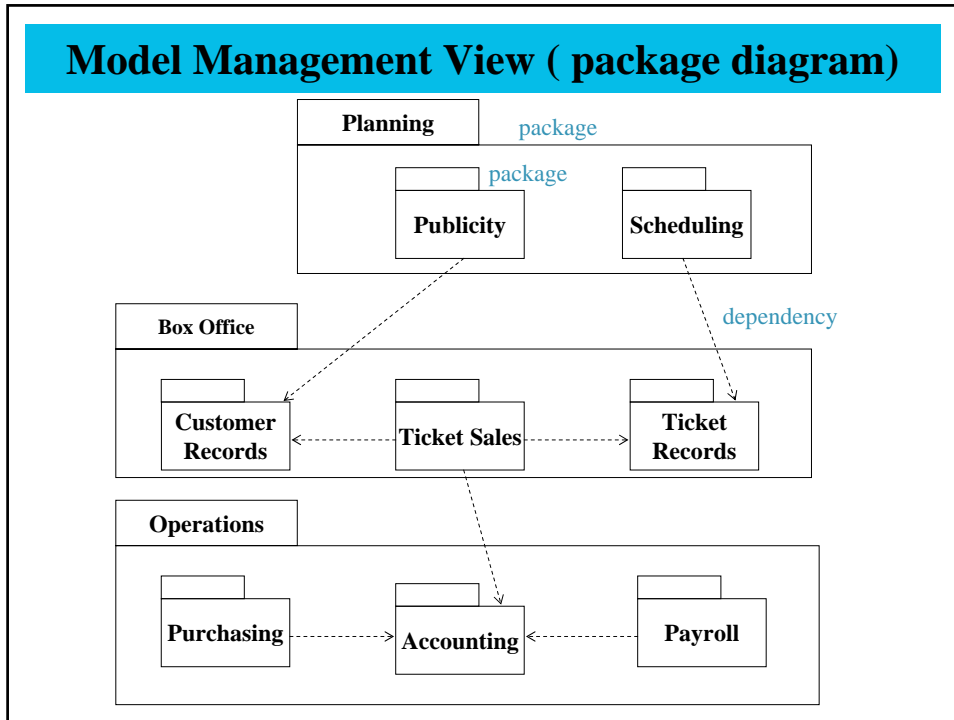 Model Management View ( package diagram)
Planning
package
package
Publicity
Scheduling
dependency
Box Office
Customer
Records
Ticket Sales
Ticket
Records
Operations
Purchasing
Accounting
Payroll